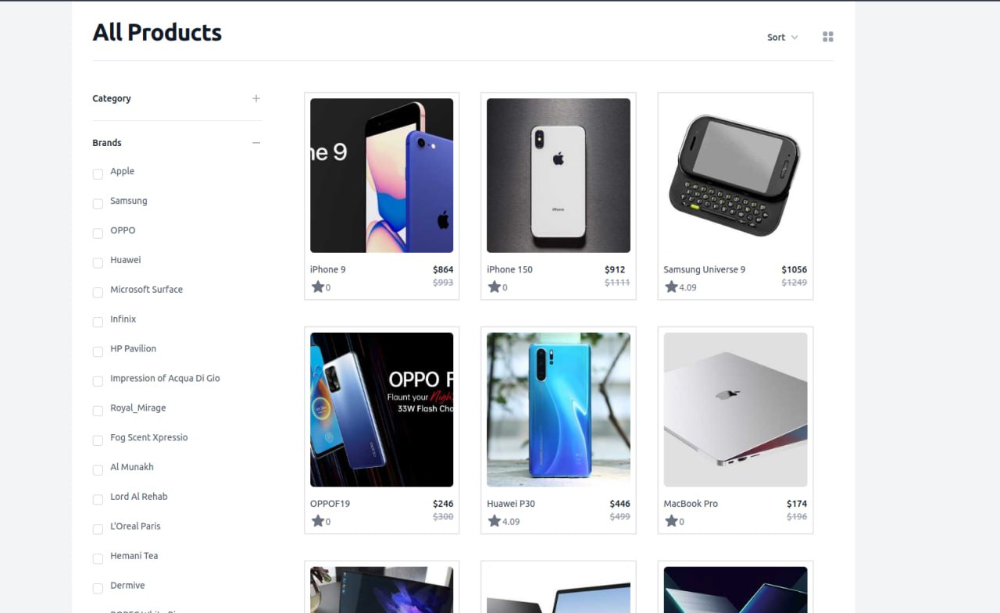 All Products
Sort
Category
Brands
Apple
Samsung
OPPO
Huawei
Microsoft Surface
Infinix
HP Pavilion
Impression of Acqua Di Gio
Royal_Mirage
Fog Scent Xpressio
Al Munakh
Lord Al Rehab
L'Oreal Paris
Hemani Tea
Dermive
ne 9
iPhone 9 $864
0 $993
iPhone
iPhone 150 $912
0 $1111
Samsung Universe 9 $1056
4.09 $1249
OPPO F
Flaunt your Nigh
33W Flash Cha
OPPO
OPPOF19 $246
0 $300
Huawei P30 $446
4.09 $499
MacBook Pro $174
0 $196